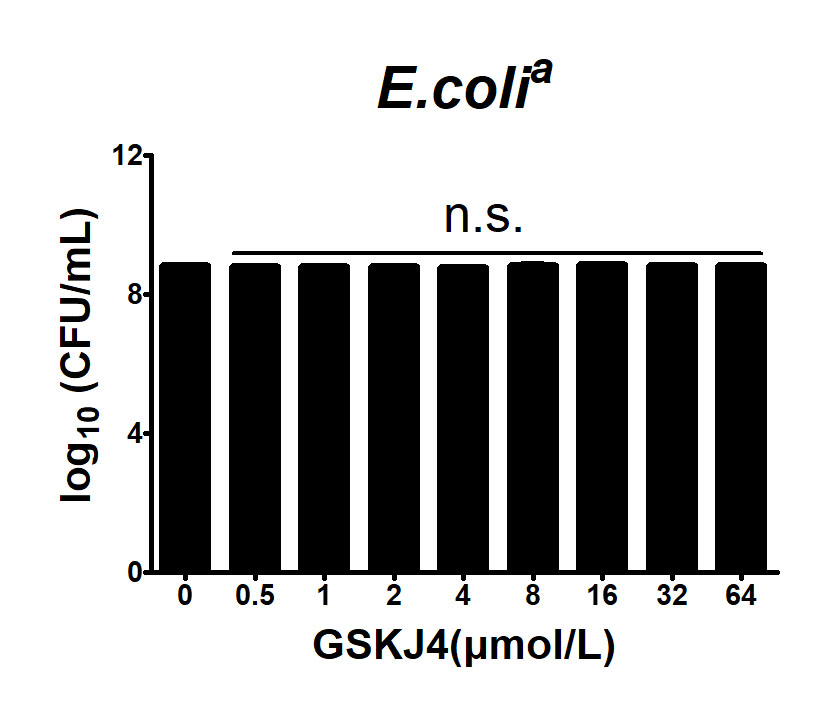 E.coliᵃ
n.s.
log₁₀ (CFU/mL)
12
8
4
0
0 0.5 1 2 4 8 16 32 64
GSKJ4(μmol/L)